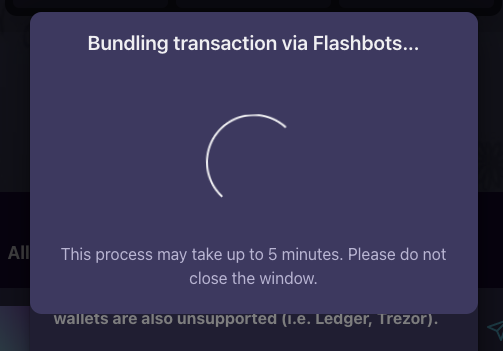 Bundling transaction via Flashbots...
This process may take up to 5 minutes. Please do not
close the window.
All
wallets are also unsupported (i.e. Ledger, Trezor).